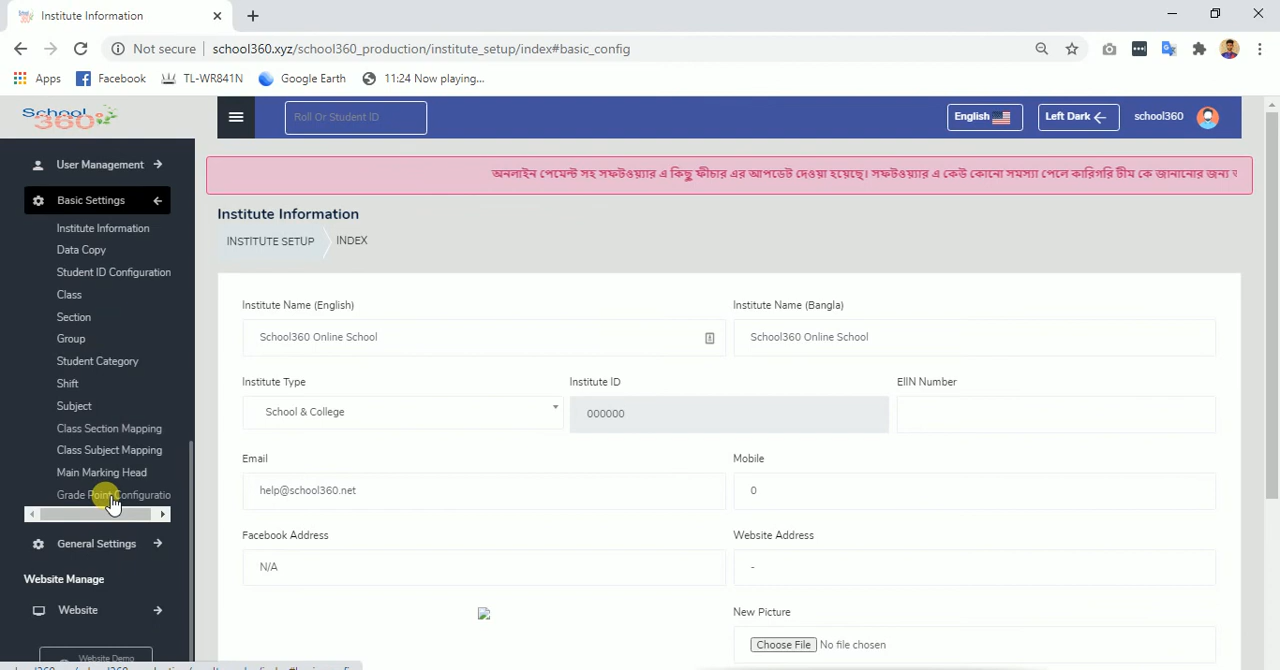 Institute Information
Not secure
school360.xyz/school360_production/institute_setup/index#basic_config
Apps
Facebook
TL-WR841N
Google Earth
11:24 Now playing...
School 360
Roll Or Student ID
English
Left Dark
school360
User Management
Basic Settings
Institute Information
Data Copy
Student ID Configuration
Class
Section
Group
Student Category
Shift
Subject
Class Section Mapping
Class Subject Mapping
Main Marking Head
Grade Point Configuratio
General Settings
Website Manage
Website
Website Demo
অনলাইন পেমেন্ট সহ সফটওয়্যার এ কিছু ফীচার এর আপডেট দেওয়া হয়েছে। সফটওয়্যার এ কেউ কোনো সমস্যা পেলে কারিগরি টীম কে জানানোর জন্য
Institute Information
INSTITUTE SETUP
INDEX
Institute Name (English)
Institute Name (Bangla)
School360 Online School
School360 Online School
Institute Type
Institute ID
EIIN Number
School & College
000000
Email
Mobile
help@school360.net
0
Facebook Address
Website Address
N/A
-
New Picture
Choose File No file chosen